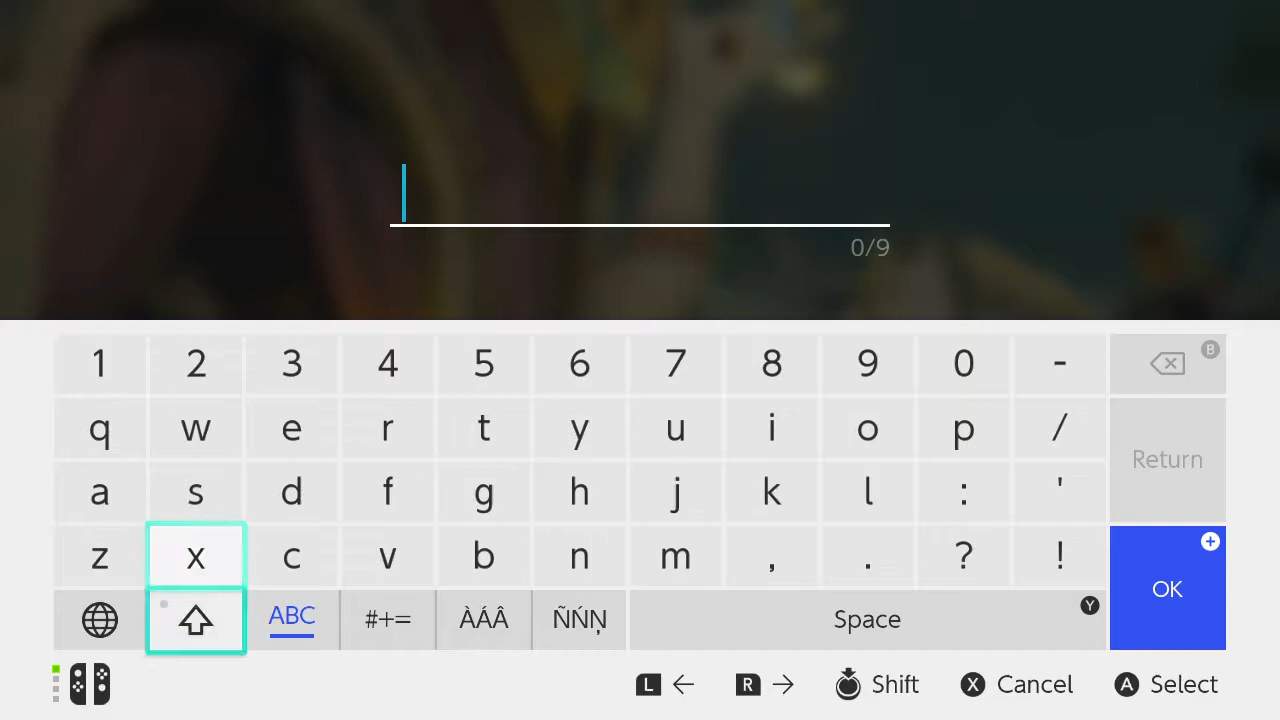 0/9
1 2 3 4 5 6 7 8 9 0 - B
q w e r t y u i o p /
Return
a s d f g h j k l : '
z x c v b n m , . ? ! +
OK
ABC #+= ÀÁÂ ÑŃŅ Space Y
L ← R → Shift X Cancel A Select